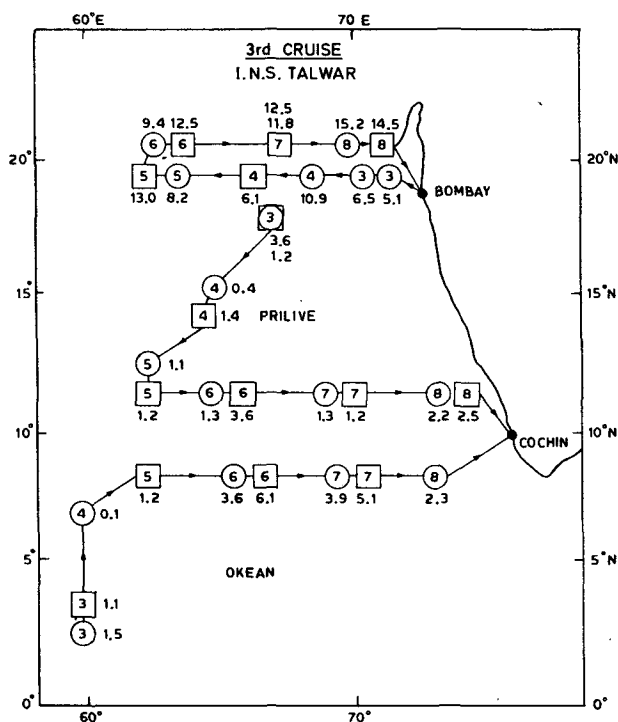 60°E 70 E
3rd CRUISE
I.N.S. TALWAR
12,5
9.4 12,5 11.8 15.2 14,5
6 6 7 8 8
20° 20°N
5 5 4 4 3 3
13,0 8.2 6,1 10.9 6,5 5,1
BOMBAY
3
3.6
1.2
15° 15°N
4 0.4
4 1.4 PRILIVE
5 1.1
5 6 6 7 7 8 8
1.2 1.3 3,6 1.3 1.2 2.2 2.5
10° 10°N
COCHIN
5 6 6 7 7 8
1.2 3.6 6.1 3.9 5.1 2.3
4 0.1
5° 5°N
OKEAN
3 1.1
3 1.5
0° 0°
60° 70°